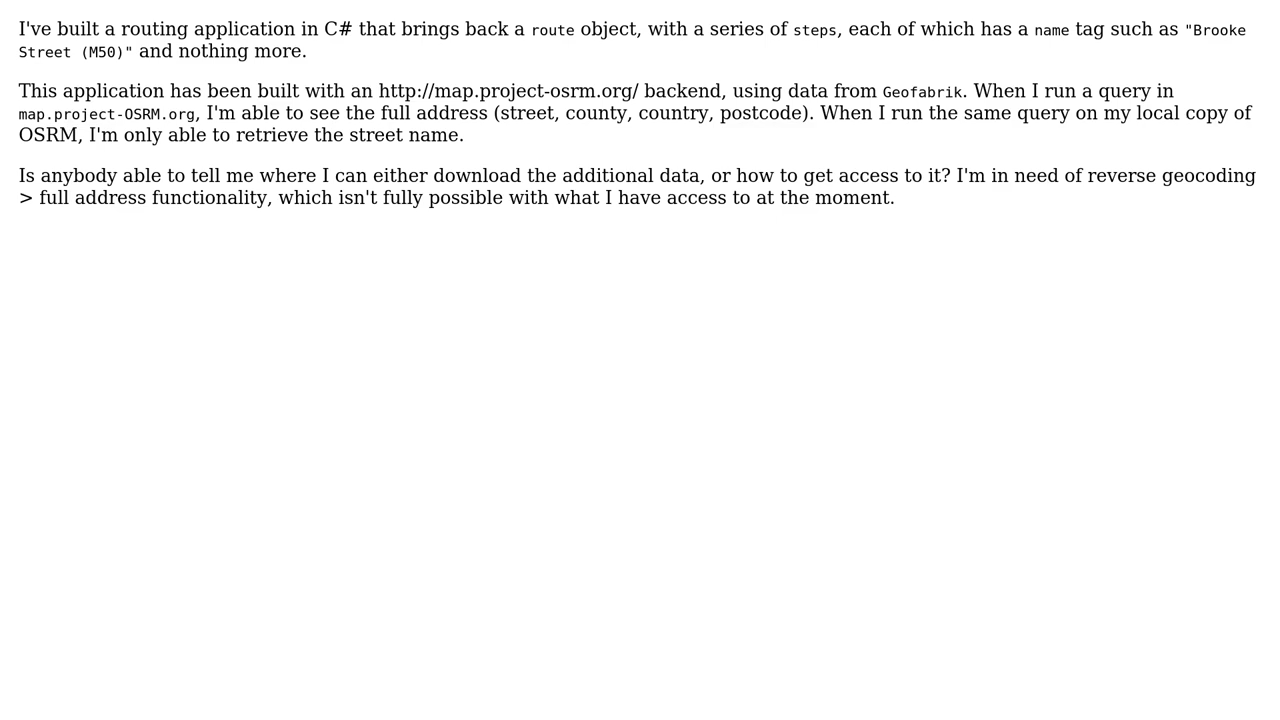 I've built a routing application in C# that brings back a route object, with a series of steps, each of which has a name tag such as "Brooke
Street (M50)" and nothing more.
This application has been built with an http://map.project-osrm.org/ backend, using data from Geofabrik. When I run a query in
map.project-OSRM.org, I'm able to see the full address (street, county, country, postcode). When I run the same query on my local copy of
OSRM, I'm only able to retrieve the street name.
Is anybody able to tell me where I can either download the additional data, or how to get access to it? I'm in need of reverse geocoding
> full address functionality, which isn't fully possible with what I have access to at the moment.